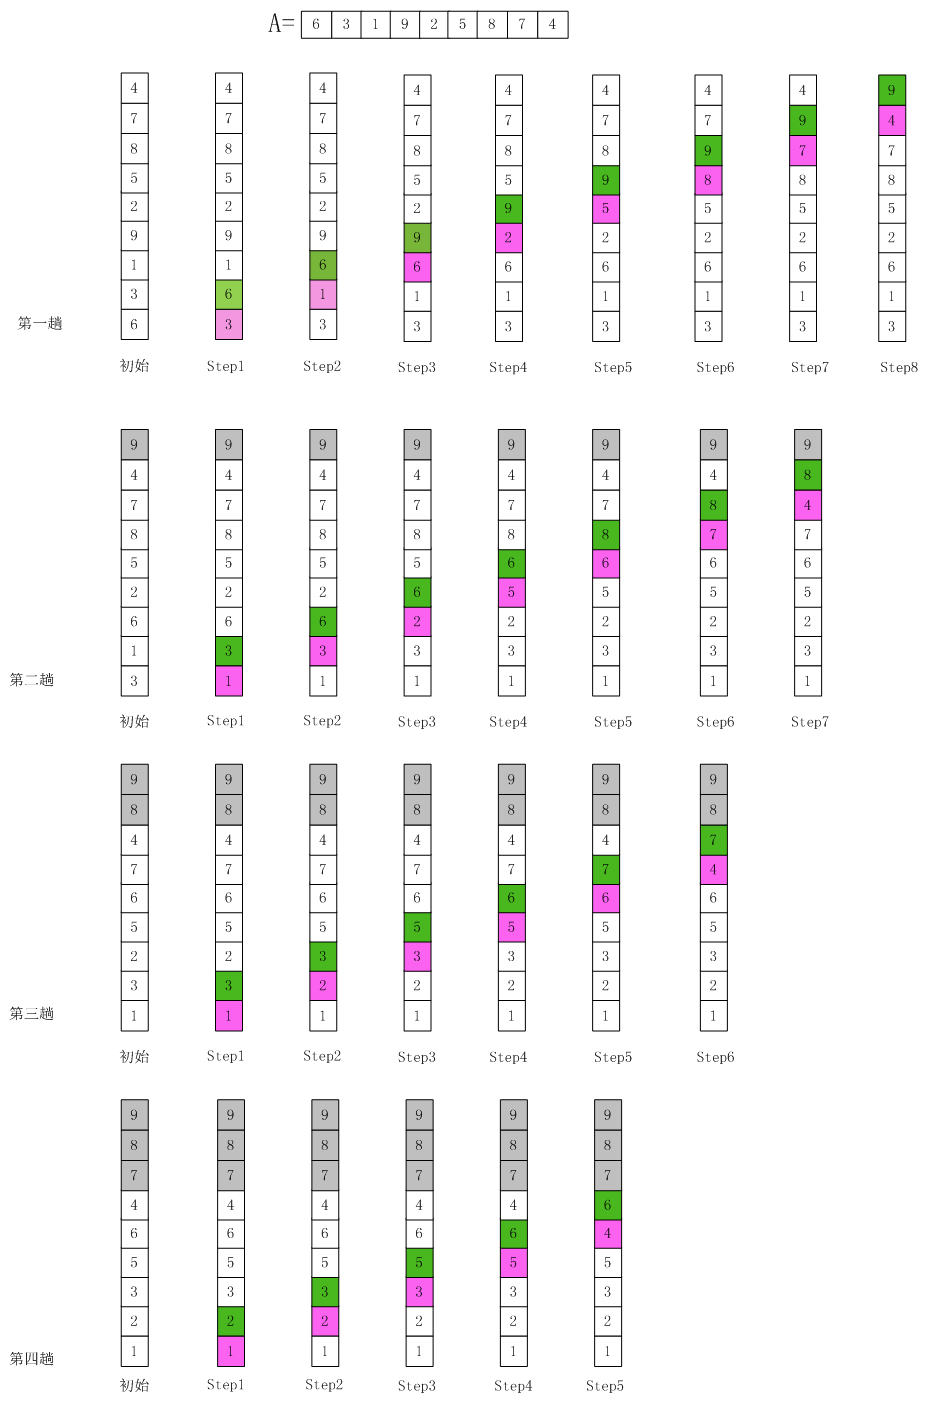 A= 6 3 1 9 2 5 8 7 4
4 4 4 4 4 4 4 4 9
7 7 7 7 7 7 7 9 4
8 8 8 8 8 8 9 7 7
5 5 5 5 5 9 8 8 8
2 2 2 2 9 5 5 5 5
9 9 9 9 2 2 2 2 2
1 1 6 6 6 6 6 6 6
3 6 1 1 1 1 1 1 1
第一趟 6 3 3 3 3 3 3 3 3
初始 Step1 Step2 Step3 Step4 Step5 Step6 Step7 Step8
9 9 9 9 9 9 9 9
4 4 4 4 4 4 4 8
7 7 7 7 7 7 8 4
8 8 8 8 8 8 7 7
5 5 5 5 6 6 6 6
2 2 2 6 5 5 5 5
6 6 6 2 2 2 2 2
1 3 3 3 3 3 3 3
第二趟 3 1 1 1 1 1 1 1
初始 Step1 Step2 Step3 Step4 Step5 Step6 Step7
9 9 9 9 9 9 9
8 8 8 8 8 8 8
4 4 4 4 4 4 7
7 7 7 7 7 7 4
6 6 6 6 6 6 6
5 5 5 5 5 5 5
2 2 3 3 3 3 3
3 3 2 2 2 2 2
第三趟 1 1 1 1 1 1 1
初始 Step1 Step2 Step3 Step4 Step5 Step6
9 9 9 9 9 9
8 8 8 8 8 8
7 7 7 7 7 7
4 4 4 4 4 6
6 6 6 6 6 4
5 5 5 5 5 5
3 3 3 3 3 3
2 2 2 2 2 2
第四趟 1 1 1 1 1 1
初始 Step1 Step2 Step3 Step4 Step5